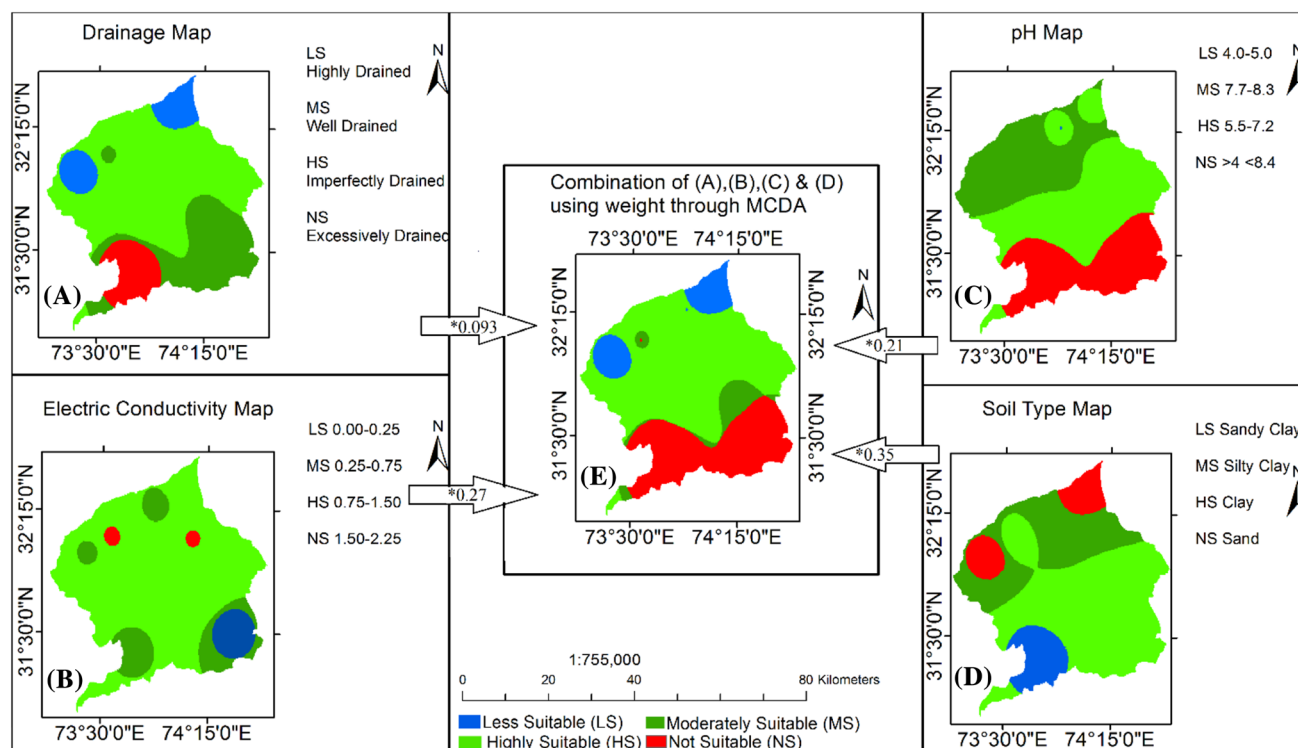 Drainage Map
N
LS
Highly Drained
MS
Well Drained
HS
Imperfectly Drained
NS
Excessively Drained
32°15'0"N
31°30'0"N
(A)
73°30'0"E 74°15'0"E
*0.093
Electric Conductivity Map
N
LS 0.00-0.25
MS 0.25-0.75
HS 0.75-1.50
NS 1.50-2.25
32°15'0"N
31°30'0"N
(B)
73°30'0"E 74°15'0"E
*0.27
Combination of (A),(B),(C) & (D)
using weight through MCDA
73°30'0"E 74°15'0"E
N
32°15'0"N
32°15'0"N
31°30'0"N
31°30'0"N
(E)
73°30'0"E 74°15'0"E
1:755,000
0 20 40 60 80 Kilometers
Less Suitable (LS) Moderately Suitable (MS)
Highly Suitable (HS) Not Suitable (NS)
pH Map
N
LS 4.0-5.0
MS 7.7-8.3
HS 5.5-7.2
NS >4 <8.4
32°15'0"N
31°30'0"N
(C)
73°30'0"E 74°15'0"E
*0.21
Soil Type Map
LS Sandy Clay
MS Silty Clay
N
HS Clay
NS Sand
32°15'0"N
31°30'0"N
(D)
73°30'0"E 74°15'0"E
*0.35